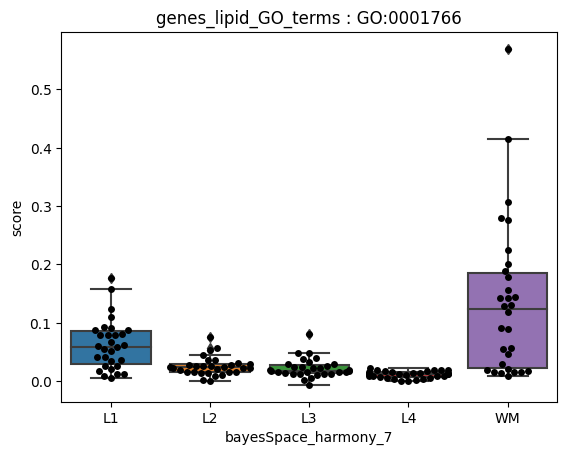 genes_lipid_GO_terms : GO:0001766
0.5
0.4
0.3
0.2
0.1
0.0
score
L1 L2 L3 L4 WM
bayesSpace_harmony_7